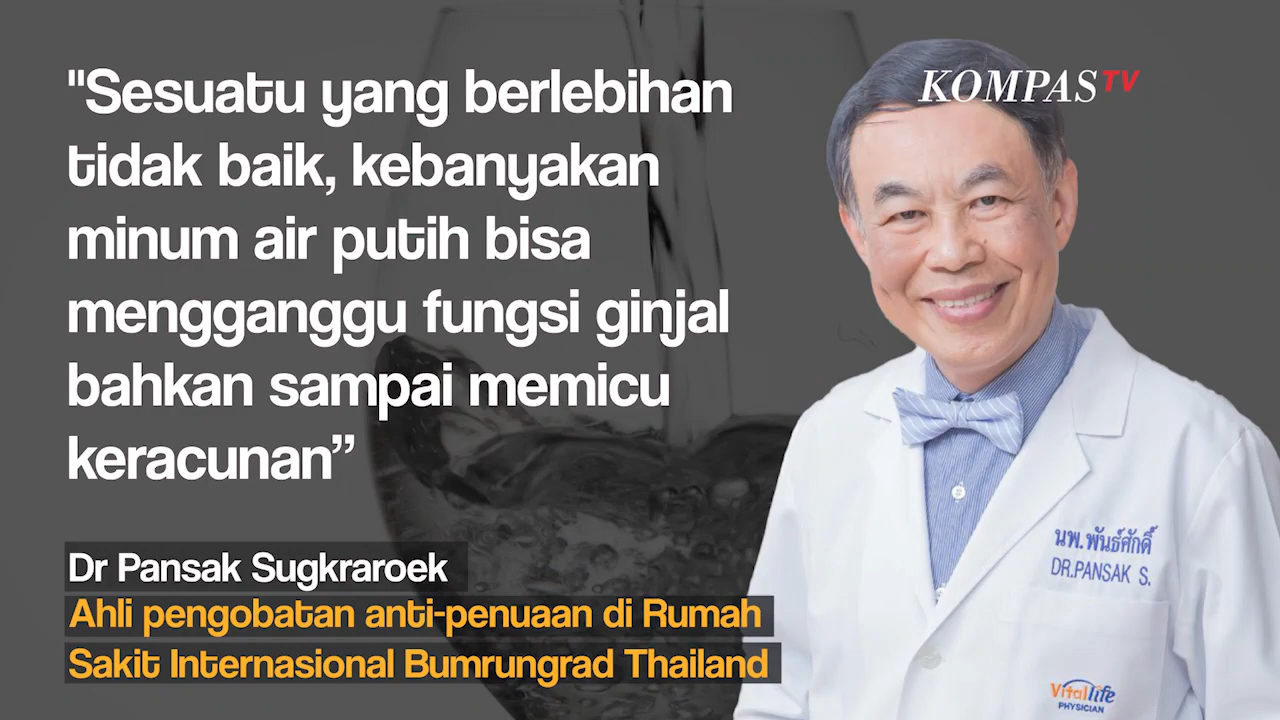 "Sesuatu yang berlebihan
tidak baik, kebanyakan
minum air putih bisa
mengganggu fungsi ginjal
bahkan sampai memicu
keracunan”
Dr Pansak Sugkraroek
Ahli pengobatan anti-penuaan di Rumah
Sakit Internasional Bumrungrad Thailand
KOMPAS TV
นพ.พันธ์ศักดิ์
DR.PANSAK S.
Vitallife
PHYSICIAN